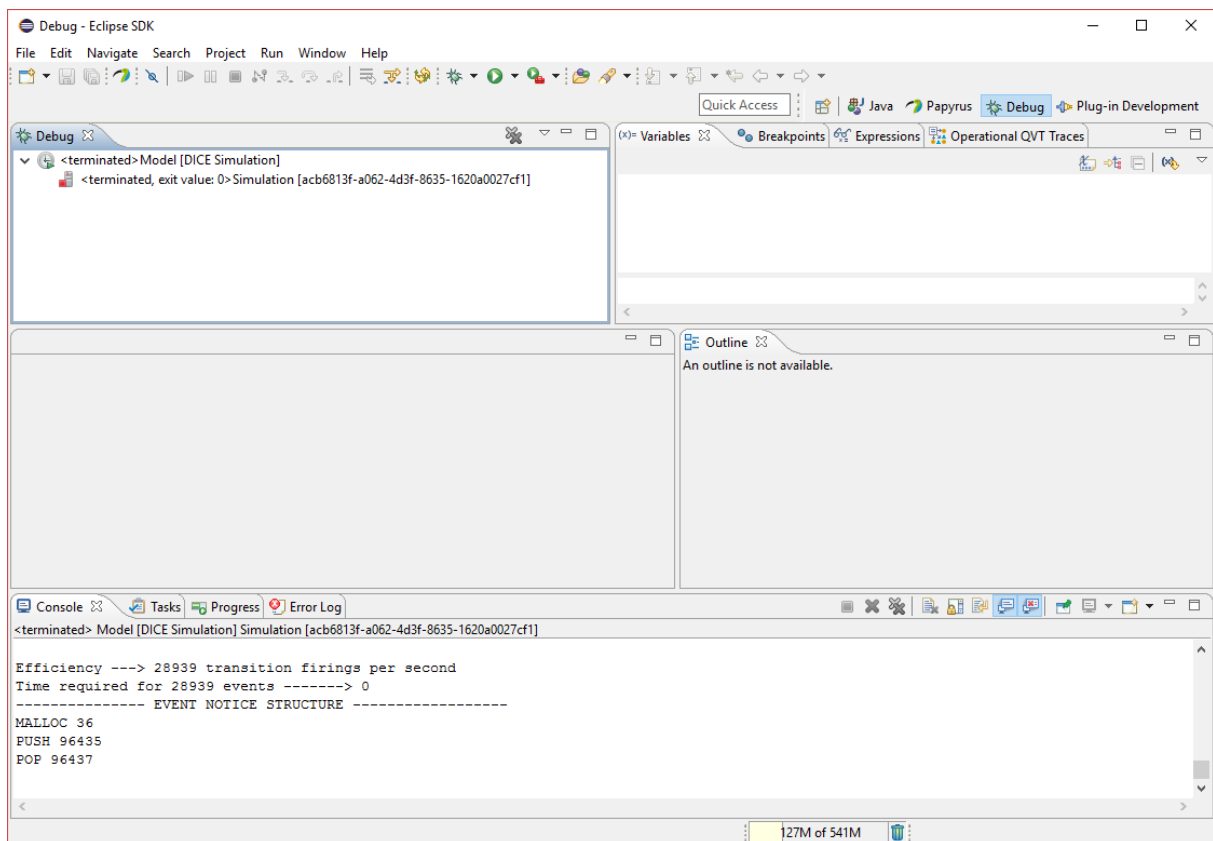 Debug - Eclipse SDK
File Edit Navigate Search Project Run Window Help
Quick Access Java Papyrus Debug Plug-in Development
Debug
<terminated>Model [DICE Simulation]
<terminated, exit value: 0>Simulation [acb6813f-a062-4d3f-8635-1620a0027cf1]
(x)= Variables Breakpoints Expressions Operational QVT Traces
Outline
An outline is not available.
Console Tasks Progress Error Log
<terminated> Model [DICE Simulation] Simulation [acb6813f-a062-4d3f-8635-1620a0027cf1]
Efficiency ---> 28939 transition firings per second
Time required for 28939 events -------> 0
--------------- EVENT NOTICE STRUCTURE ------------------
MALLOC 36
PUSH 96435
POP 96437
127M of 541M